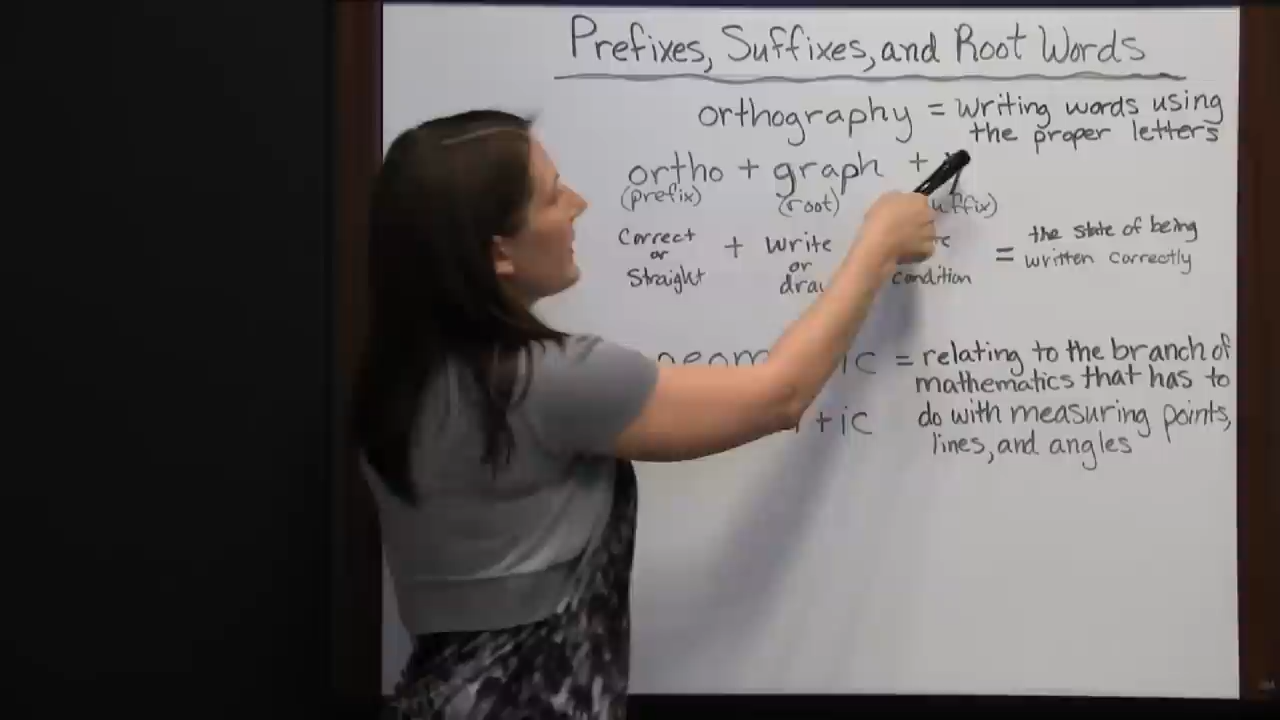 Prefixes, Suffixes, and Root Words
orthography = writing words using
the proper letters
ortho + graph +
(prefix) (root) uffix)
Correct + write
or or = the state of being
Straight condition written correctly
ic = relating to the branch of
mathematics that has to
+ ic do with measuring points,
lines, and angles